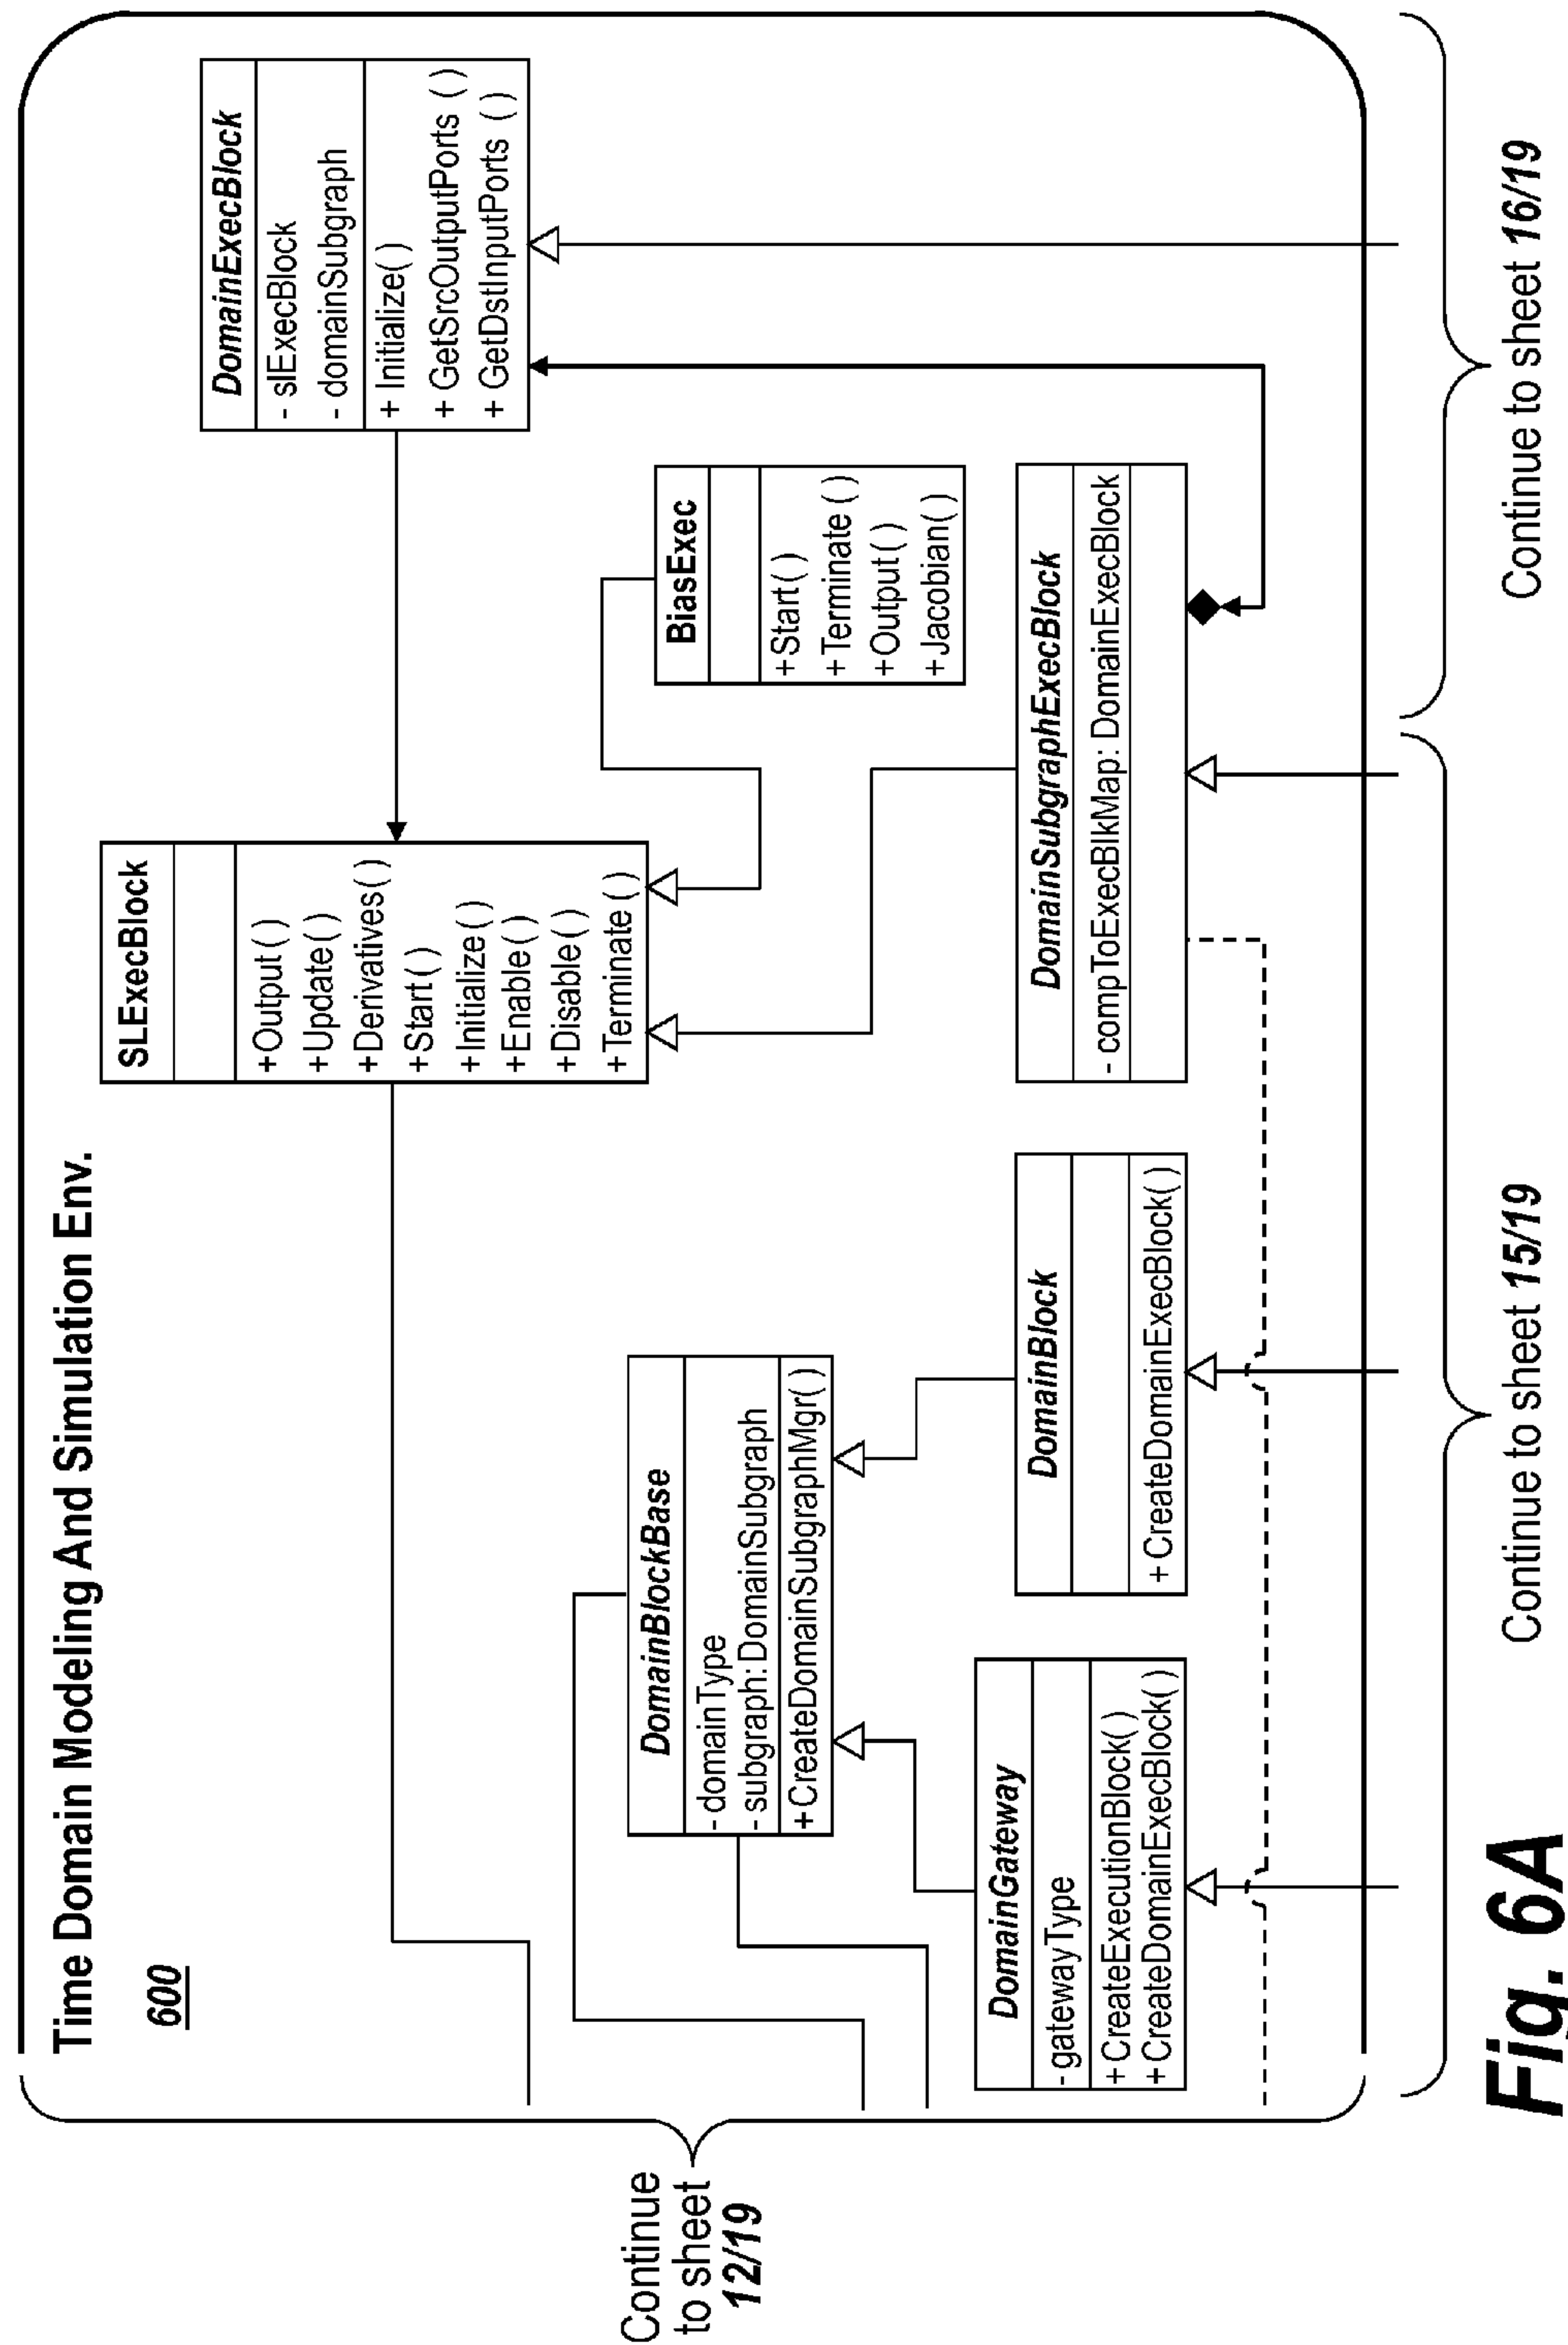 Time Domain Modeling And Simulation Env.
600
SLExecBlock
+Output( )
+Update( )
+Derivatives( )
+Start( )
+Initialize( )
+Enable( )
+Disable( )
+Terminate( )
DomainExecBlock
- slExecBlock
- domainSubgraph
+ Initialize( )
+ GetSrcOutputPorts ( )
+ GetDstInputPorts ( )
BiasExec
+Start( )
+Terminate ( )
+Output( )
+Jacobian( )
DomainBlockBase
- domainType
- subgraph: DomainSubgraph
+CreateDomainSubgraphMgr( )
DomainGateway
- gatewayType
+CreateExecutionBlock( )
+CreateDomainExecBlock( )
DomainBlock
+CreateDomainExecBlock( )
DomainSubgraphExecBlock
- compToExecBlkMap: DomainExecBlock
Continue
to sheet
12/19
Continue to sheet 15/19
Continue to sheet 16/19
Fig. 6A